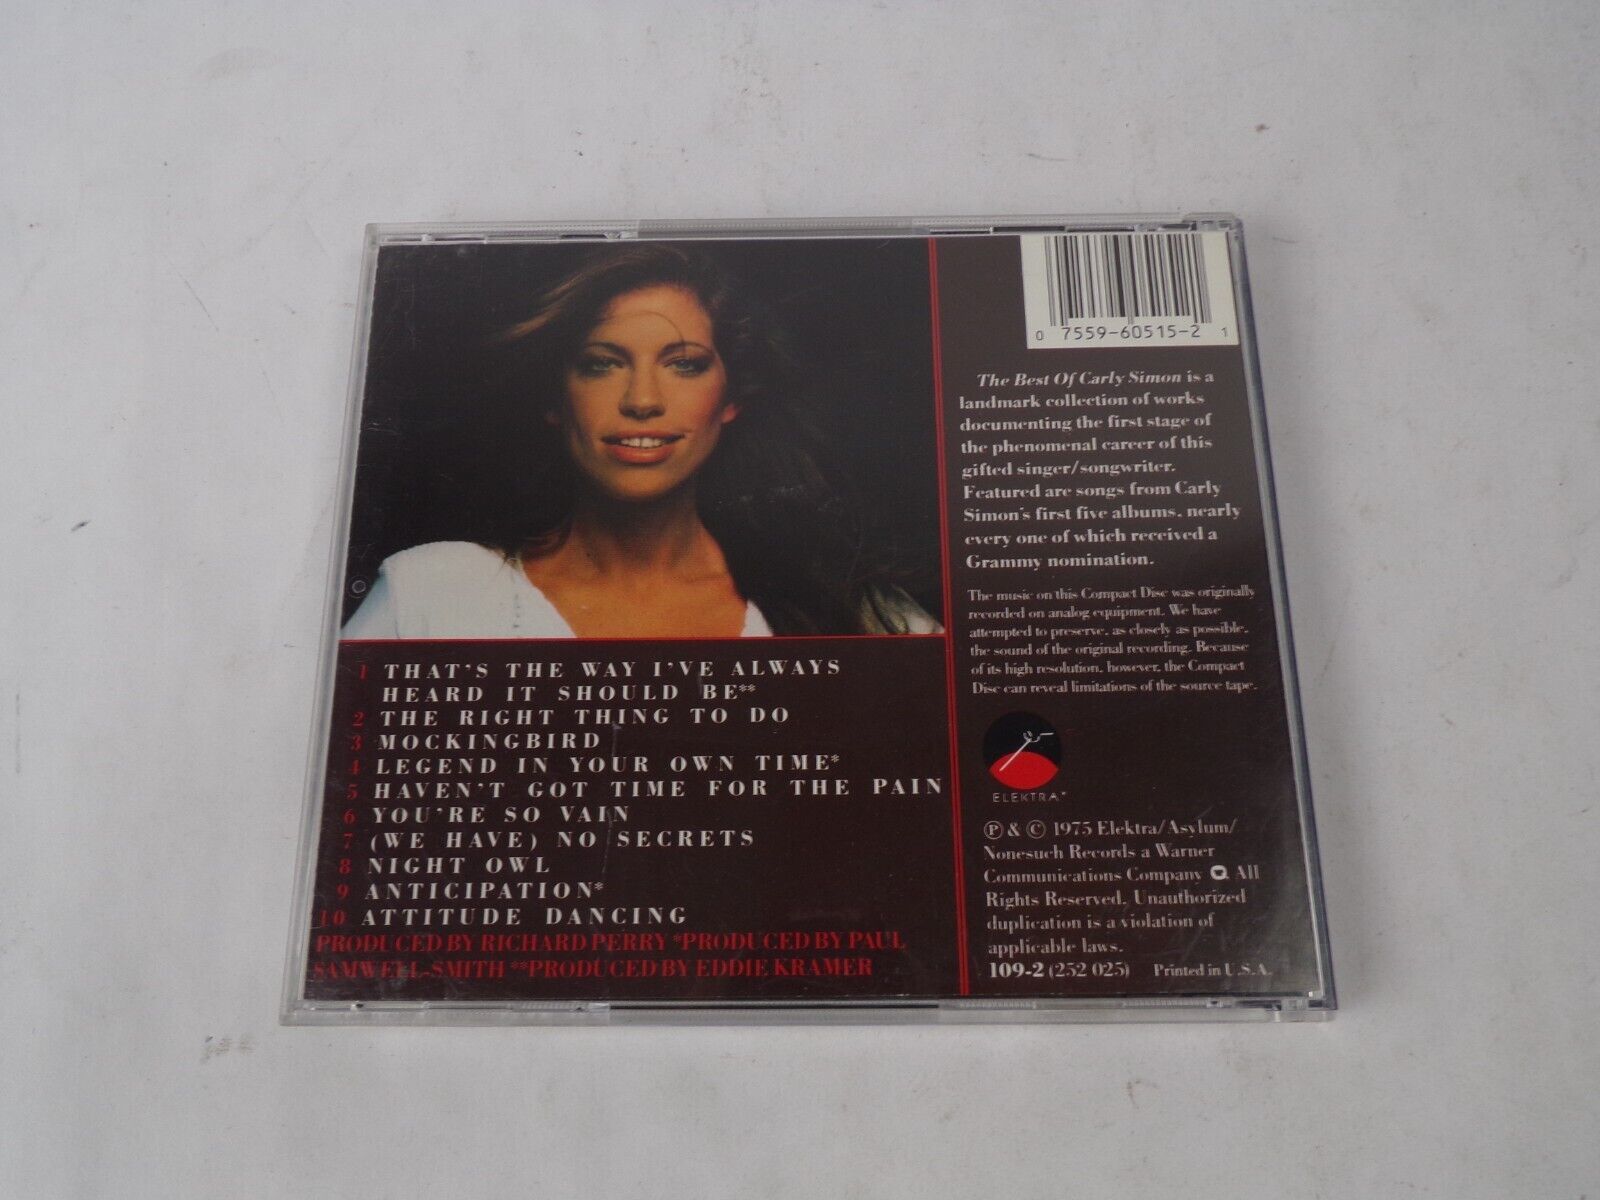 0 7559-60515-2 1
The Best Of Carly Simon is a
landmark collection of works
documenting the first stage of
the phenomenal career of this
gifted singer/songwriter.
Featured are songs from Carly
Simon's first five albums, nearly
every one of which received a
Grammy nomination.
The music on this Compact Disc was originally
recorded on analog equipment. We have
attempted to preserve, as closely as possible,
the sound of the original recording. Because
of its high resolution, however, the Compact
Disc can reveal limitations of the source tape.
ELEKTRA®
℗ & © 1975 Elektra/Asylum/
Nonesuch Records a Warner
Communications Company All
Rights Reserved. Unauthorized
duplication is a violation of
applicable laws.
109-2 (252 025) Printed in U.S.A.
1 THAT'S THE WAY I'VE ALWAYS
HEARD IT SHOULD BE**
2 THE RIGHT THING TO DO
3 MOCKINGBIRD
4 LEGEND IN YOUR OWN TIME*
5 HAVEN'T GOT TIME FOR THE PAIN
6 YOU'RE SO VAIN
7 (WE HAVE) NO SECRETS
8 NIGHT OWL
9 ANTICIPATION*
10 ATTITUDE DANCING
PRODUCED BY RICHARD PERRY *PRODUCED BY PAUL
SAMWELL-SMITH **PRODUCED BY EDDIE KRAMER